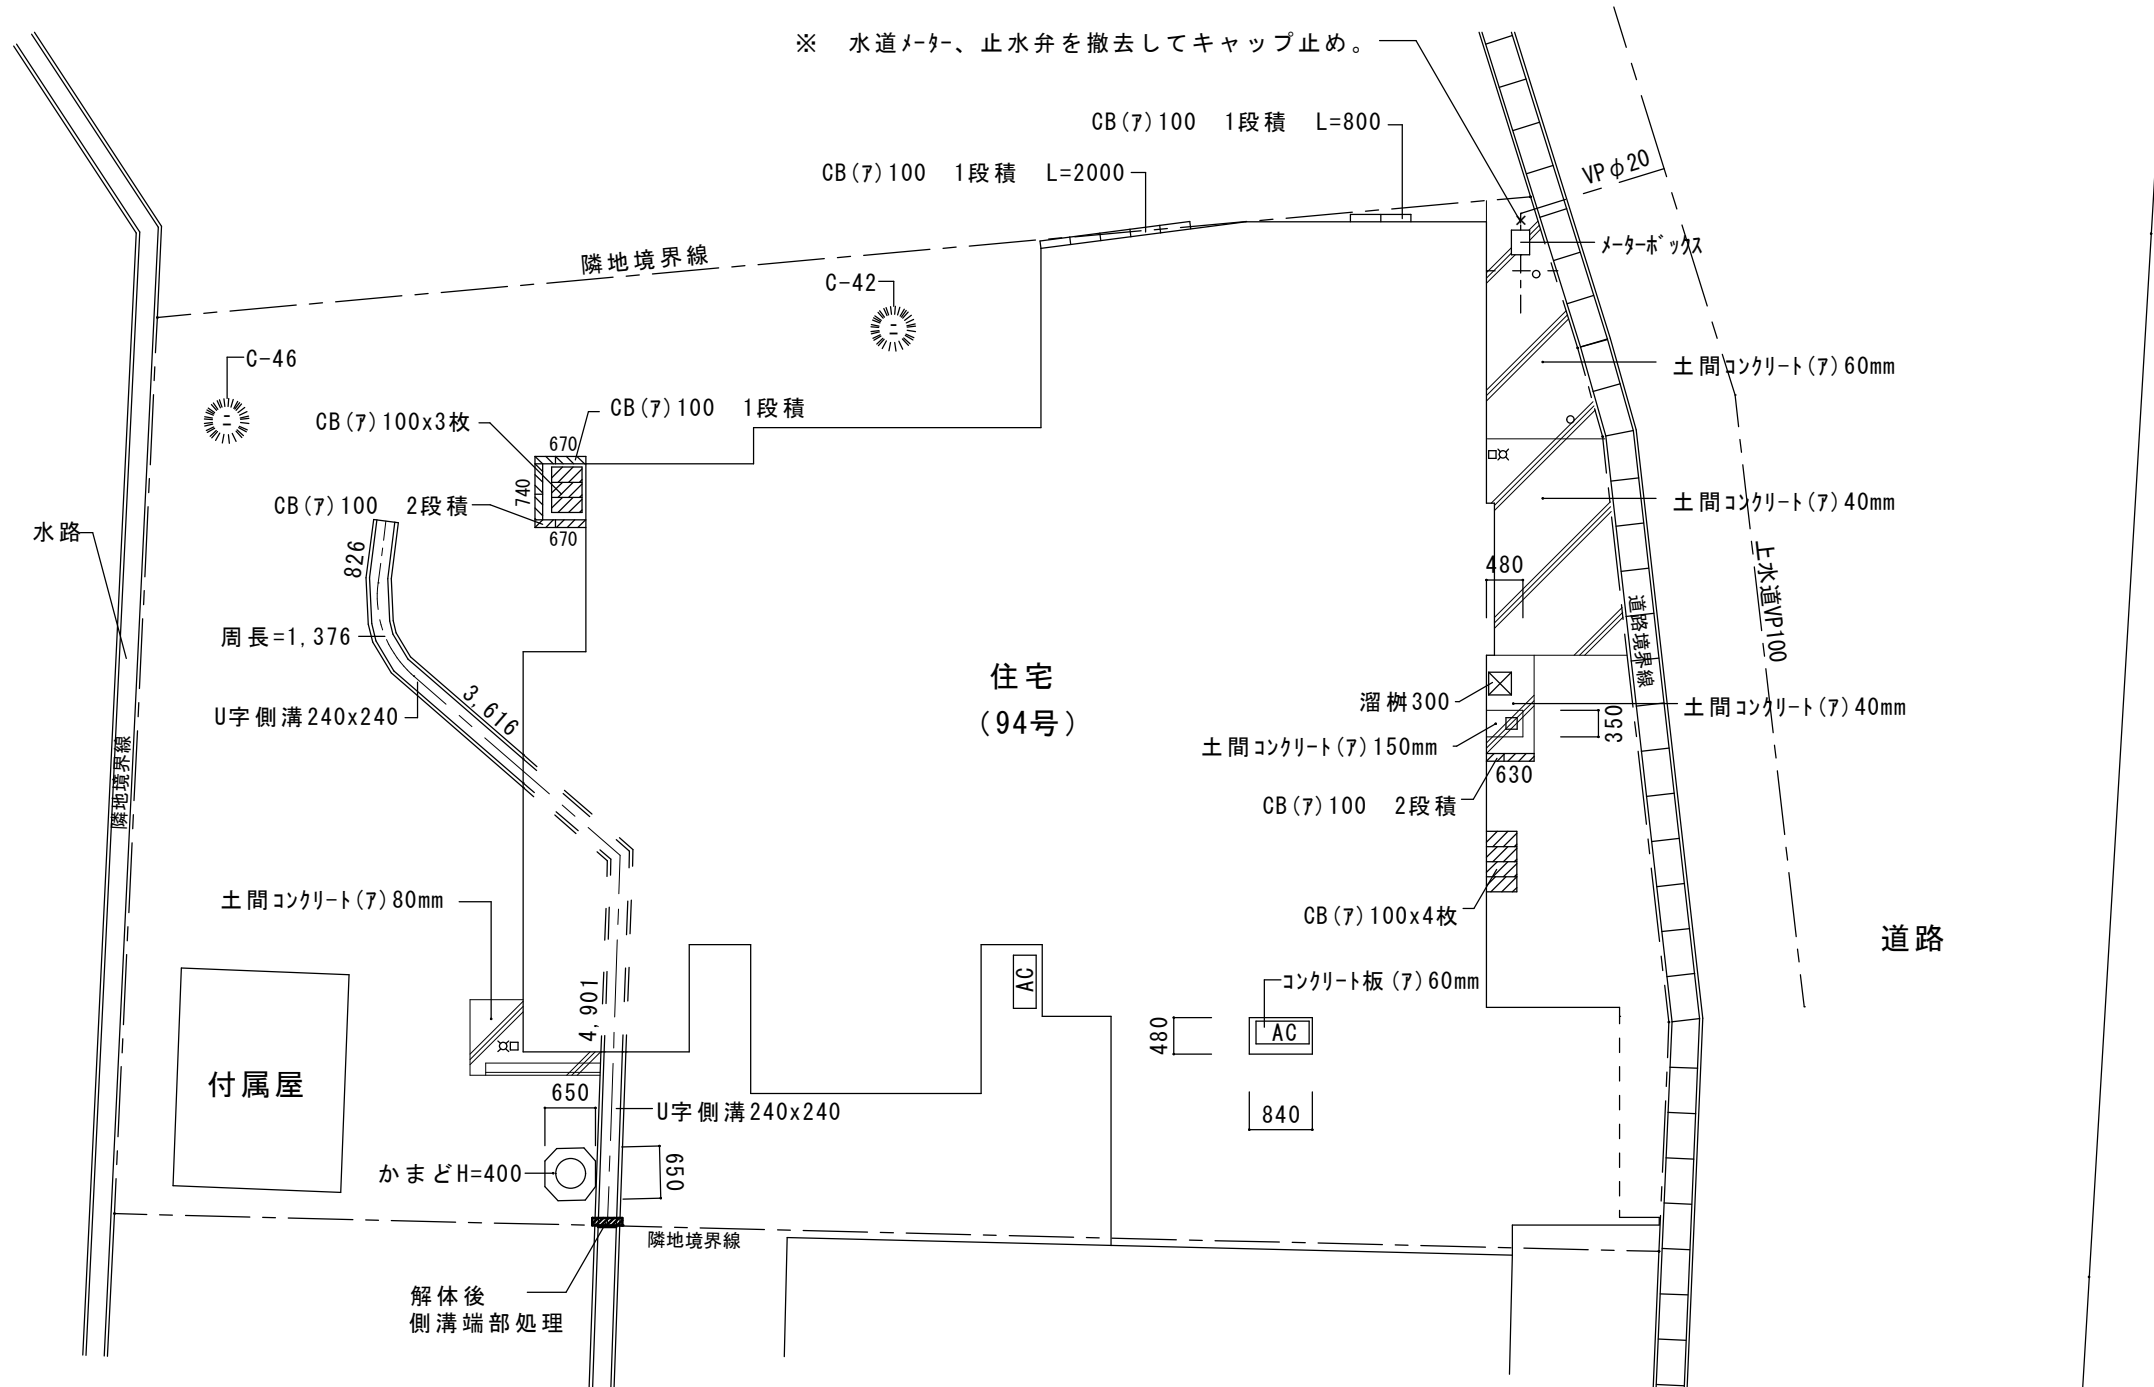 ※　水道ﾒｰﾀｰ、止水弁を撤去してキャップ止め。
CB(ｱ)100　1段積　L=800
CB(ｱ)100　1段積　L=2000
VPφ20
隣地境界線
ﾒｰﾀｰﾎﾞｯｸｽ
C-42
C-46
土間ｺﾝｸﾘｰﾄ(ｱ)60mm
CB(ｱ)100　1段積
CB(ｱ)100x3枚
670
740
CB(ｱ)100　2段積
670
土間ｺﾝｸﾘｰﾄ(ｱ)40mm
水路
826
480
上水道VP100
道路境界線
周長=1,376
住宅
(94号)
3,616
U字側溝240x240
溜桝300
土間ｺﾝｸﾘｰﾄ(ｱ)40mm
350
土間ｺﾝｸﾘｰﾄ(ｱ)150mm
隣地境界線
630
CB(ｱ)100　2段積
土間ｺﾝｸﾘｰﾄ(ｱ)80mm
CB(ｱ)100x4枚
道路
AC
ｺﾝｸﾘｰﾄ板(ｱ)60mm
4,901
480
AC
付属屋
650
U字側溝240x240
840
かまどH=400
650
隣地境界線
解体後
側溝端部処理